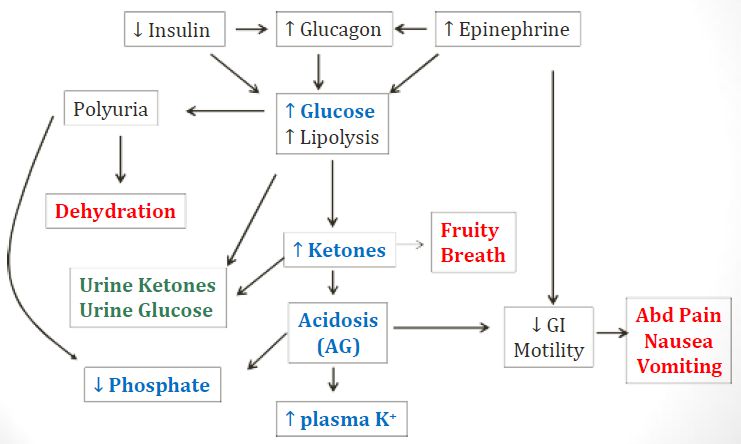 ↓ Insulin
↑ Glucagon
↑ Epinephrine
Polyuria
↑ Glucose
↑ Lipolysis
Dehydration
↑ Ketones
Fruity
Breath
Urine Ketones
Urine Glucose
Acidosis
(AG)
↓ GI
Motility
Abd Pain
Nausea
Vomiting
↓ Phosphate
↑ plasma K⁺